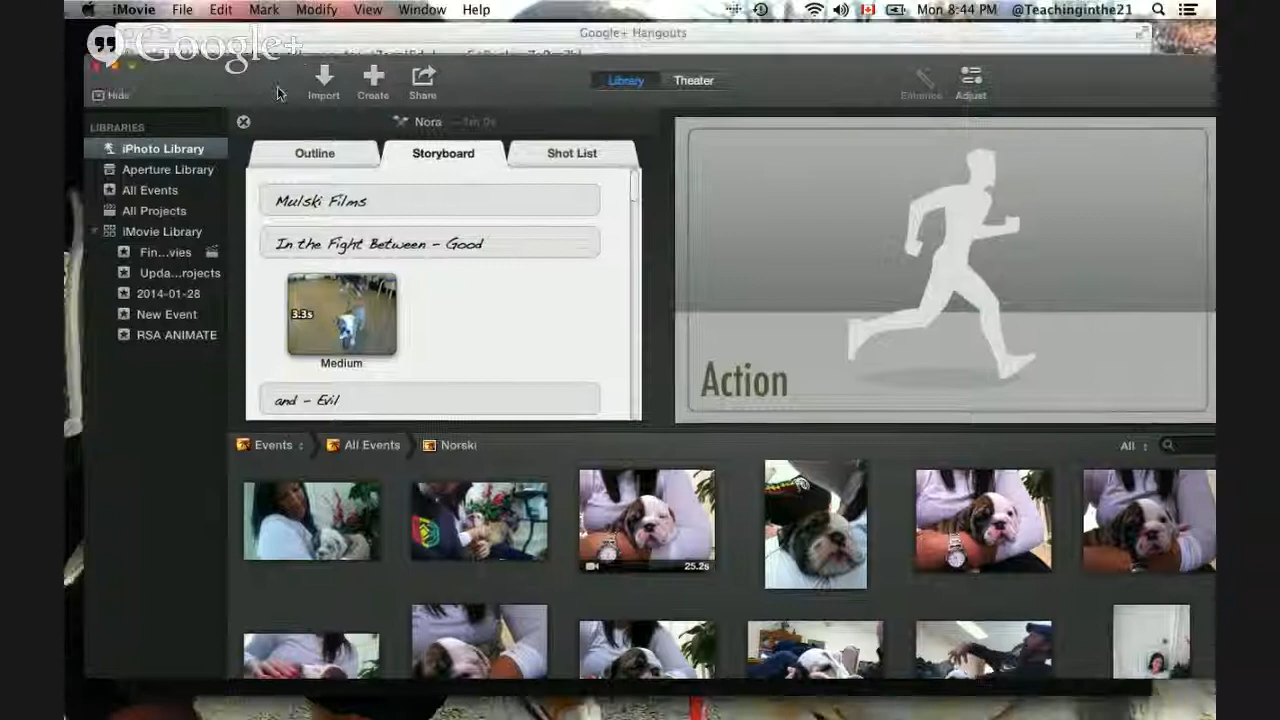 iMovie File Edit Mark Modify View Window Help Mon 8:44 PM @Teachinginthe21
Google+ Hangouts
Google+
Hide Import Create Share Library Theater Enhance Adjust
LIBRARIES
iPhoto Library
Aperture Library
All Events
All Projects
iMovie Library
Fin...vies
Upda...rojects
2014-01-28
New Event
RSA ANIMATE
Nora - 1m 0s
Outline Storyboard Shot List
Mulski Films
In the Fight Between - Good
3.3s
Medium
and - Evil
Action
Events All Events Norski All
25.2s